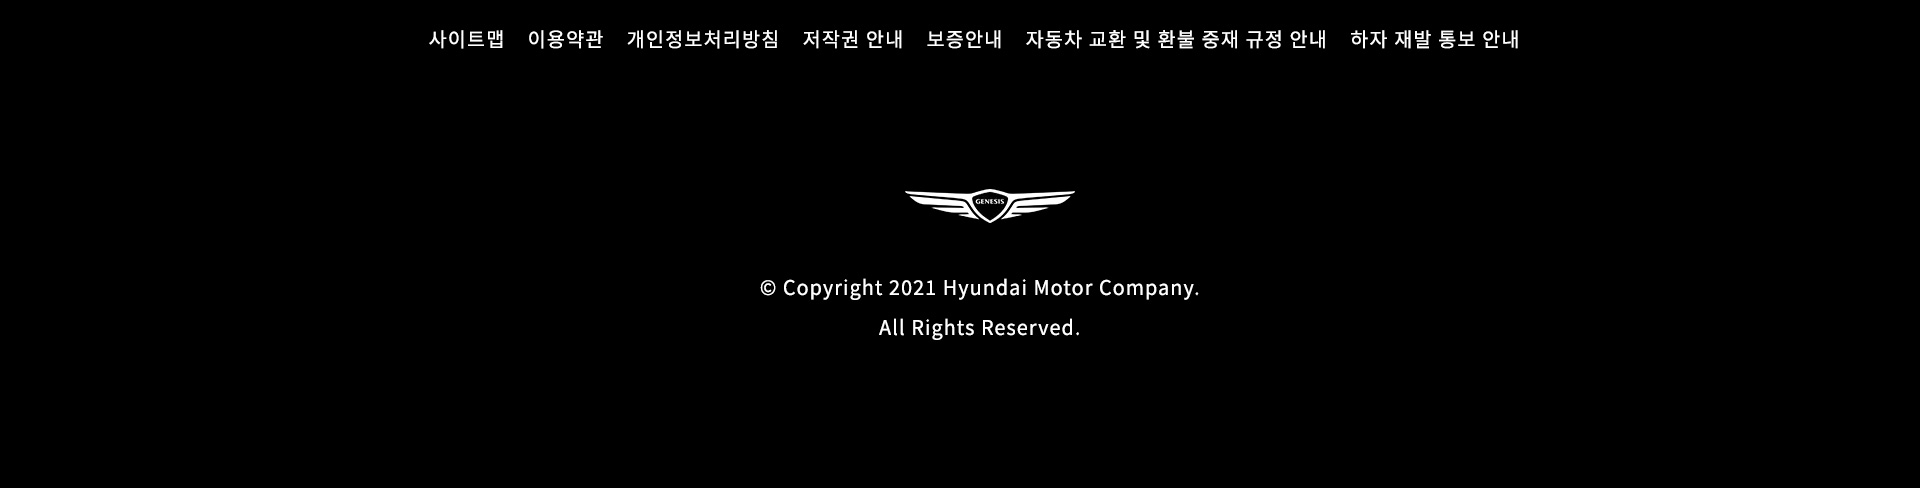 사이트맵 이용약관 개인정보처리방침 저작권 안내 보증안내 자동차 교환 및 환불 중재 규정 안내 하자 재발 통보 안내
GENESIS
© Copyright 2021 Hyundai Motor Company.
All Rights Reserved.